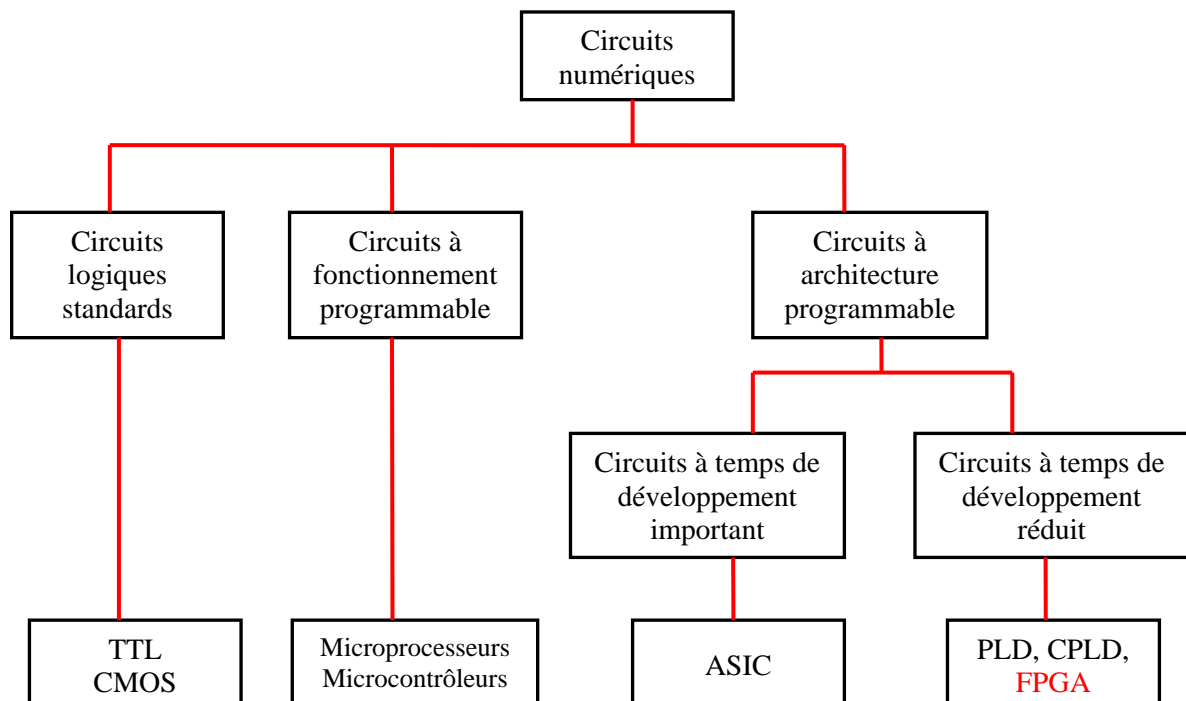 Circuits
numériques
Circuits
logiques
standards
Circuits à
fonctionnement
programmable
Circuits à
architecture
programmable
Circuits à temps de
développement
important
Circuits à temps de
développement
réduit
TTL
CMOS
Microprocesseurs
Microcontrôleurs
ASIC
PLD, CPLD,
FPGA